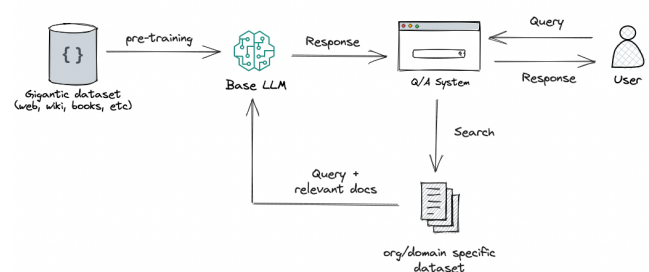 Query
pre-training
Response
{ }
Response
Base LLM
Q/A System
User
Gigantic dataset
(web, wiki, books, etc)
Search
Query +
relevant docs
org/domain specific
dataset